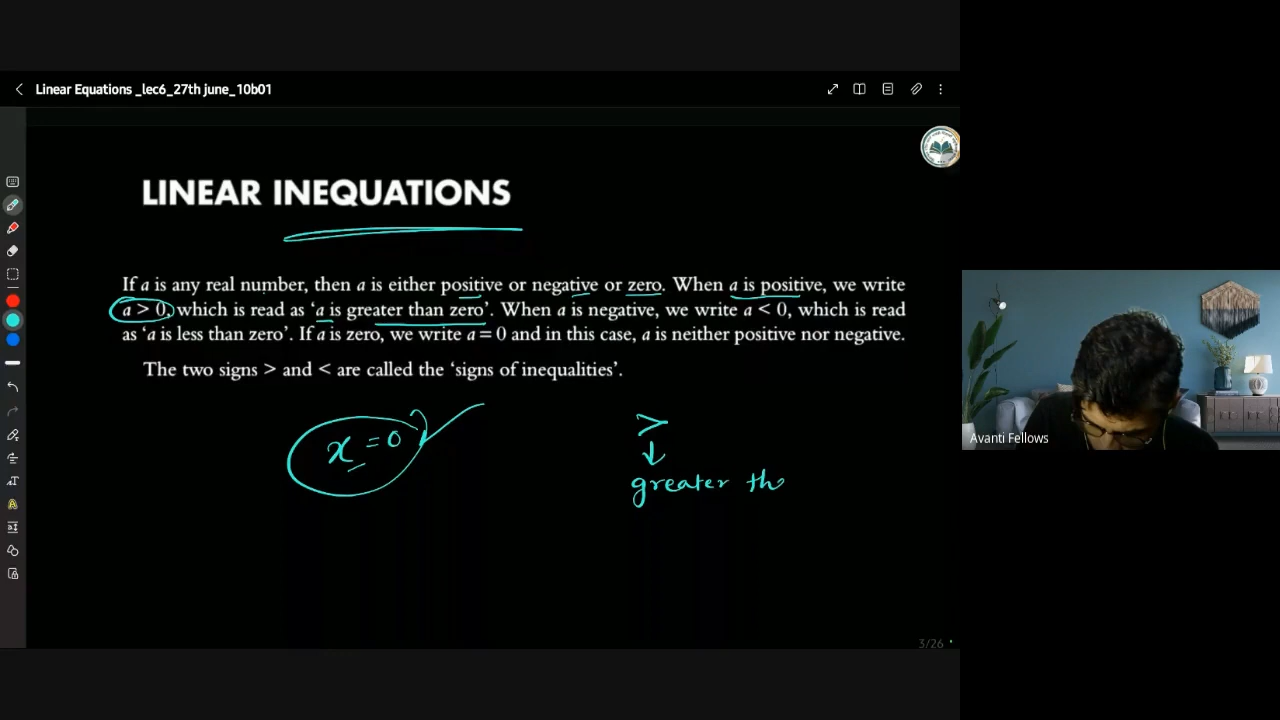 Linear Equations _lec6_27th june_10b01
LINEAR INEQUATIONS
If a is any real number, then a is either positive or negative or zero. When a is positive, we write
a > 0, which is read as ‘a is greater than zero’. When a is negative, we write a < 0, which is read
as ‘a is less than zero’. If a is zero, we write a = 0 and in this case, a is neither positive nor negative.
The two signs > and < are called the ‘signs of inequalities’.
x = 0
>
greater th
3/26
Avanti Fellows